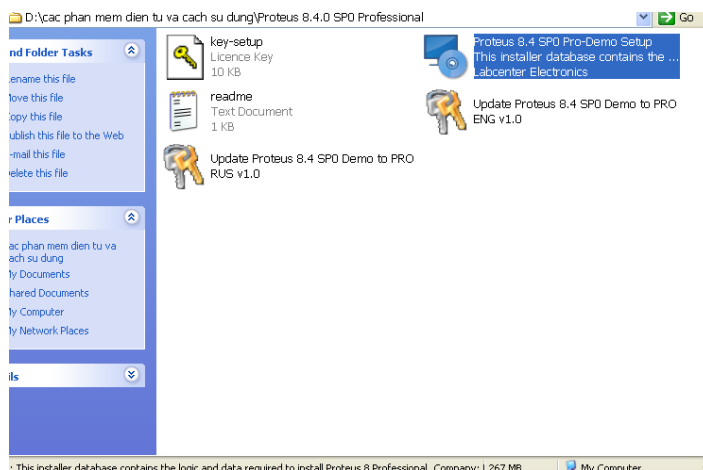 D:\cac phan mem dien tu va cach su dung\Proteus 8.4.0 SP0 Professional
Go
nd Folder Tasks
ename this file
ove this file
opy this file
ublish this file to the Web
-mail this file
elete this file
r Places
ac phan mem dien tu va
ach su dung
y Documents
hared Documents
y Computer
y Network Places
ils
key-setup
Licence Key
10 KB
Proteus 8.4 SP0 Pro-Demo Setup
This installer database contains the ...
Labcenter Electronics
readme
Text Document
1 KB
Update Proteus 8.4 SP0 Demo to PRO
ENG v1.0
Update Proteus 8.4 SP0 Demo to PRO
RUS v1.0
: This installer database contains the logic and data required to install Proteus 8 Professional. Company: L 267 MB
My Computer